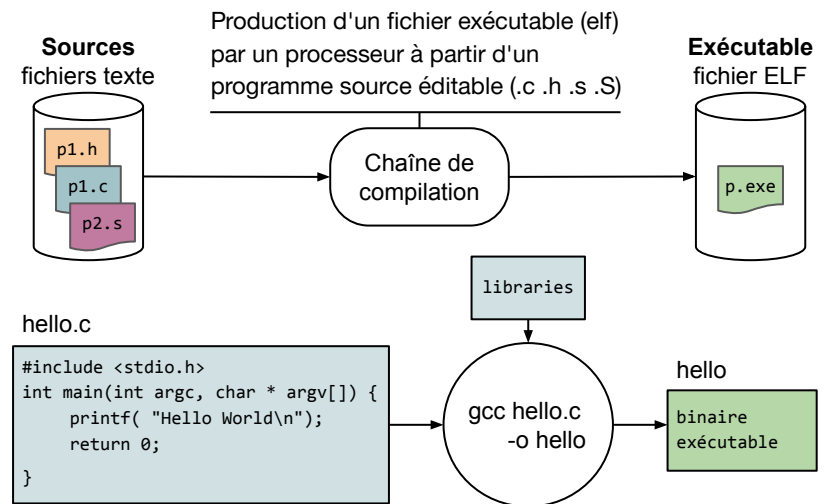 Production d'un fichier exécutable (elf)
par un processeur à partir d'un
programme source éditable (.c .h .s .S)
Sources
fichiers texte
p1.h
p1.c
p2.s
Chaîne de
compilation
Exécutable
fichier ELF
p.exe
libraries
hello.c
#include <stdio.h>
int main(int argc, char * argv[]) {
printf( "Hello World\n");
return 0;
}
gcc hello.c
-o hello
hello
binaire
exécutable